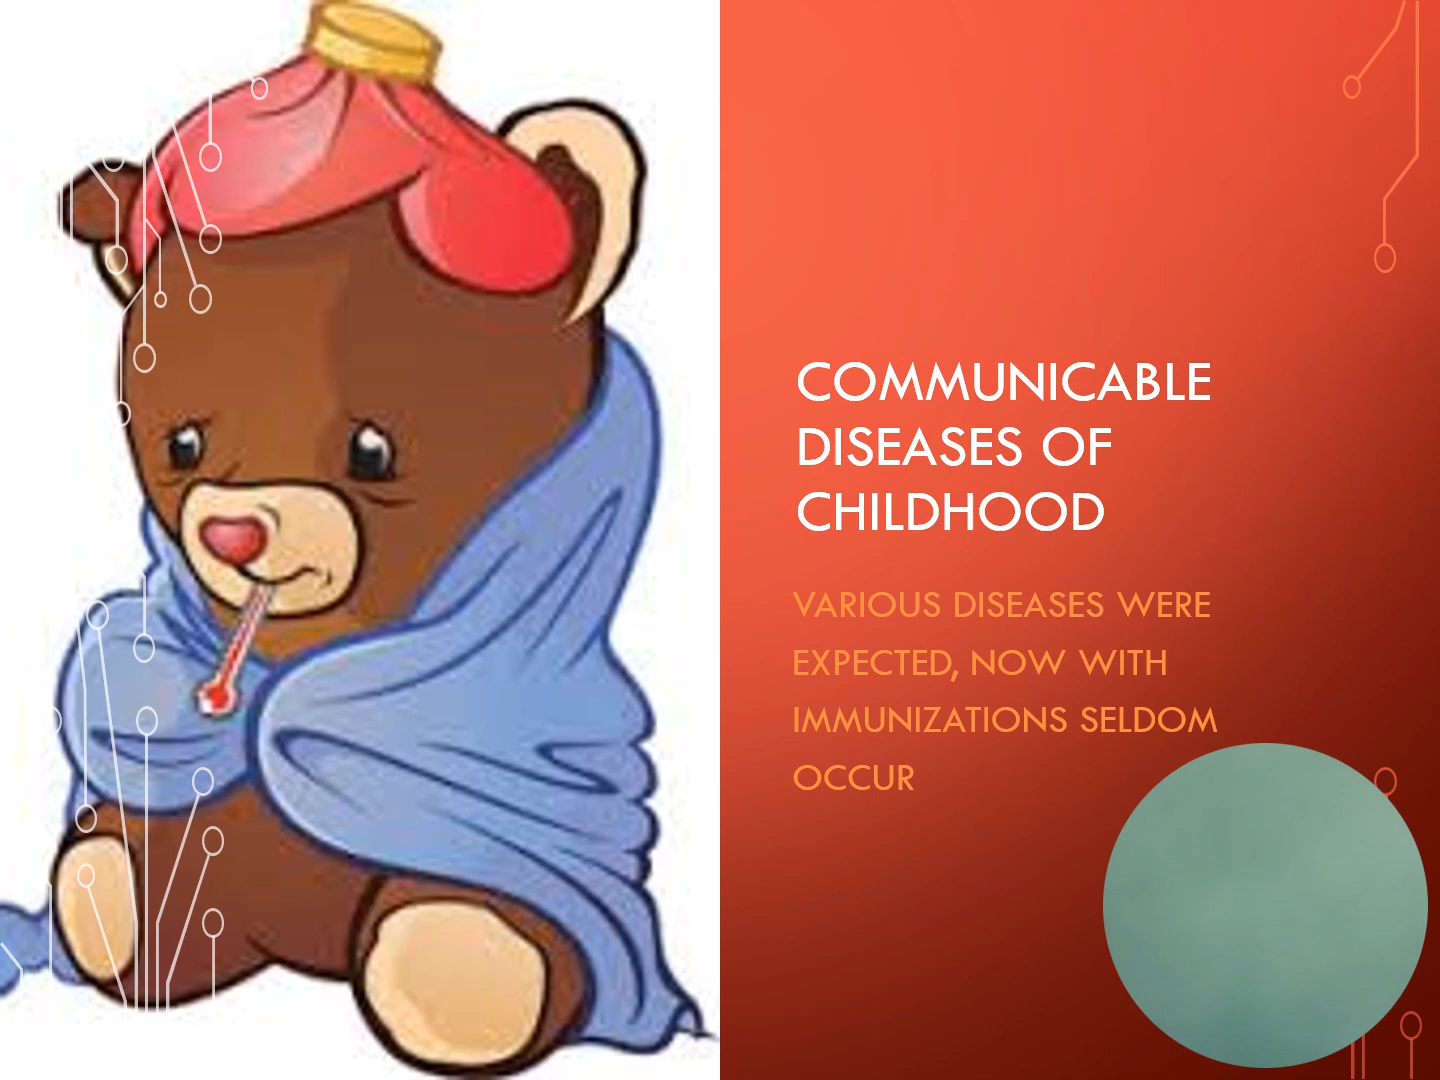 COMMUNICABLE
DISEASES OF
CHILDHOOD
VARIOUS DISEASES WERE
EXPECTED, NOW WITH
IMMUNIZATIONS SELDOM
OCCUR